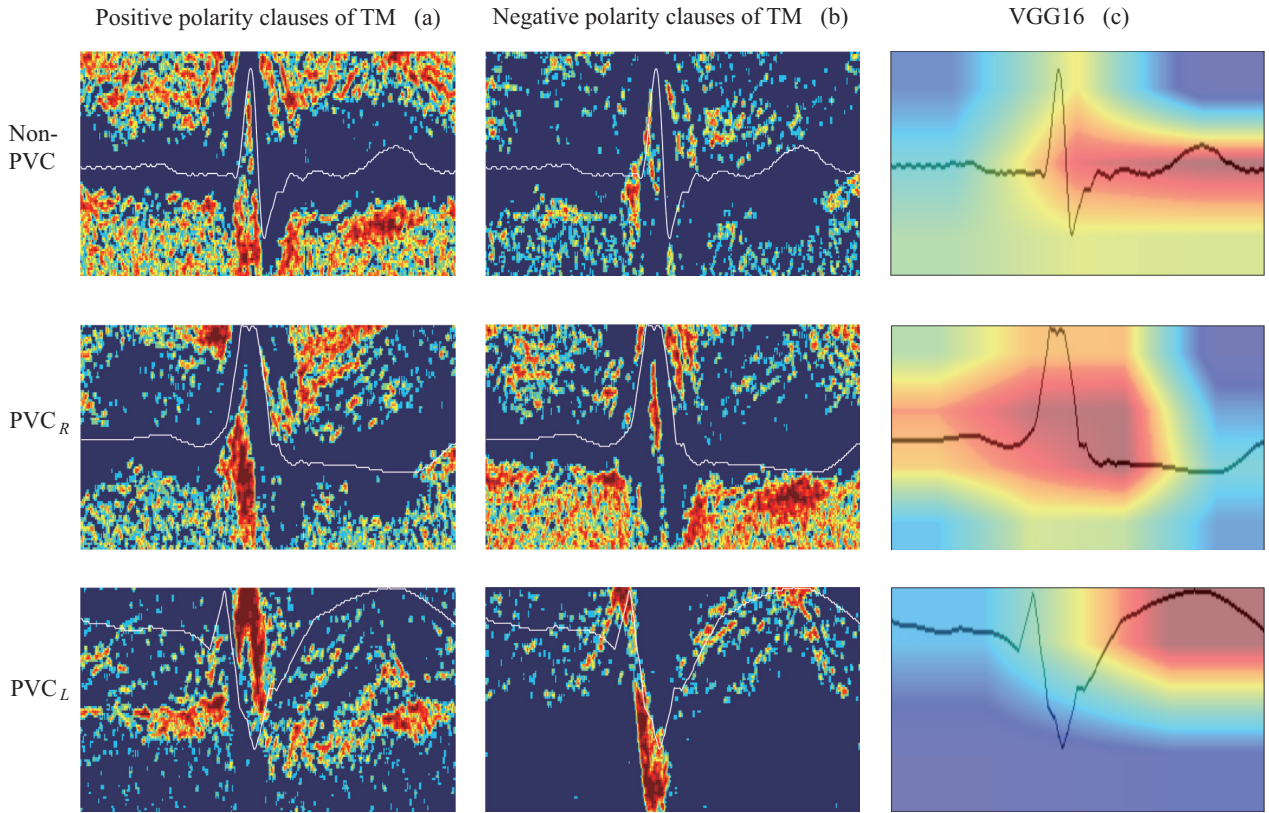 Positive polarity clauses of TM (a)
Negative polarity clauses of TM (b)
VGG16 (c)
Non-
PVC
PVC_R
PVC_L